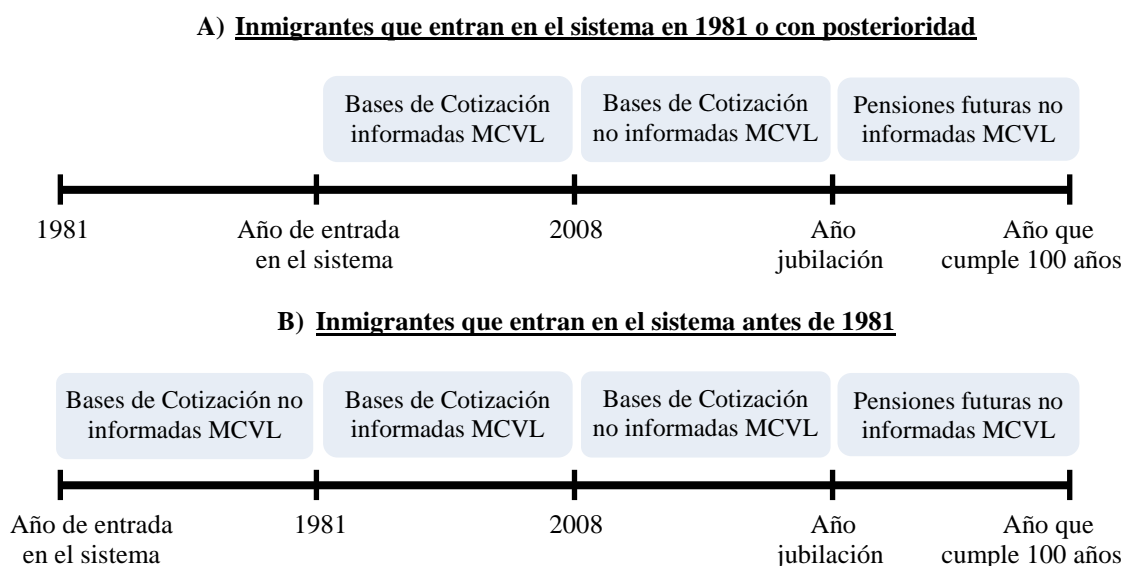 A) Inmigrantes que entran en el sistema en 1981 o con posterioridad
Bases de Cotización
informadas MCVL
Bases de Cotización
no informadas MCVL
Pensiones futuras no
informadas MCVL
1981
Año de entrada
en el sistema
2008
Año
jubilación
Año que
cumple 100 años
B) Inmigrantes que entran en el sistema antes de 1981
Bases de Cotización no
informadas MCVL
Bases de Cotización
informadas MCVL
Bases de Cotización
no informadas MCVL
Pensiones futuras no
informadas MCVL
Año de entrada
en el sistema
1981
2008
Año
jubilación
Año que
cumple 100 años